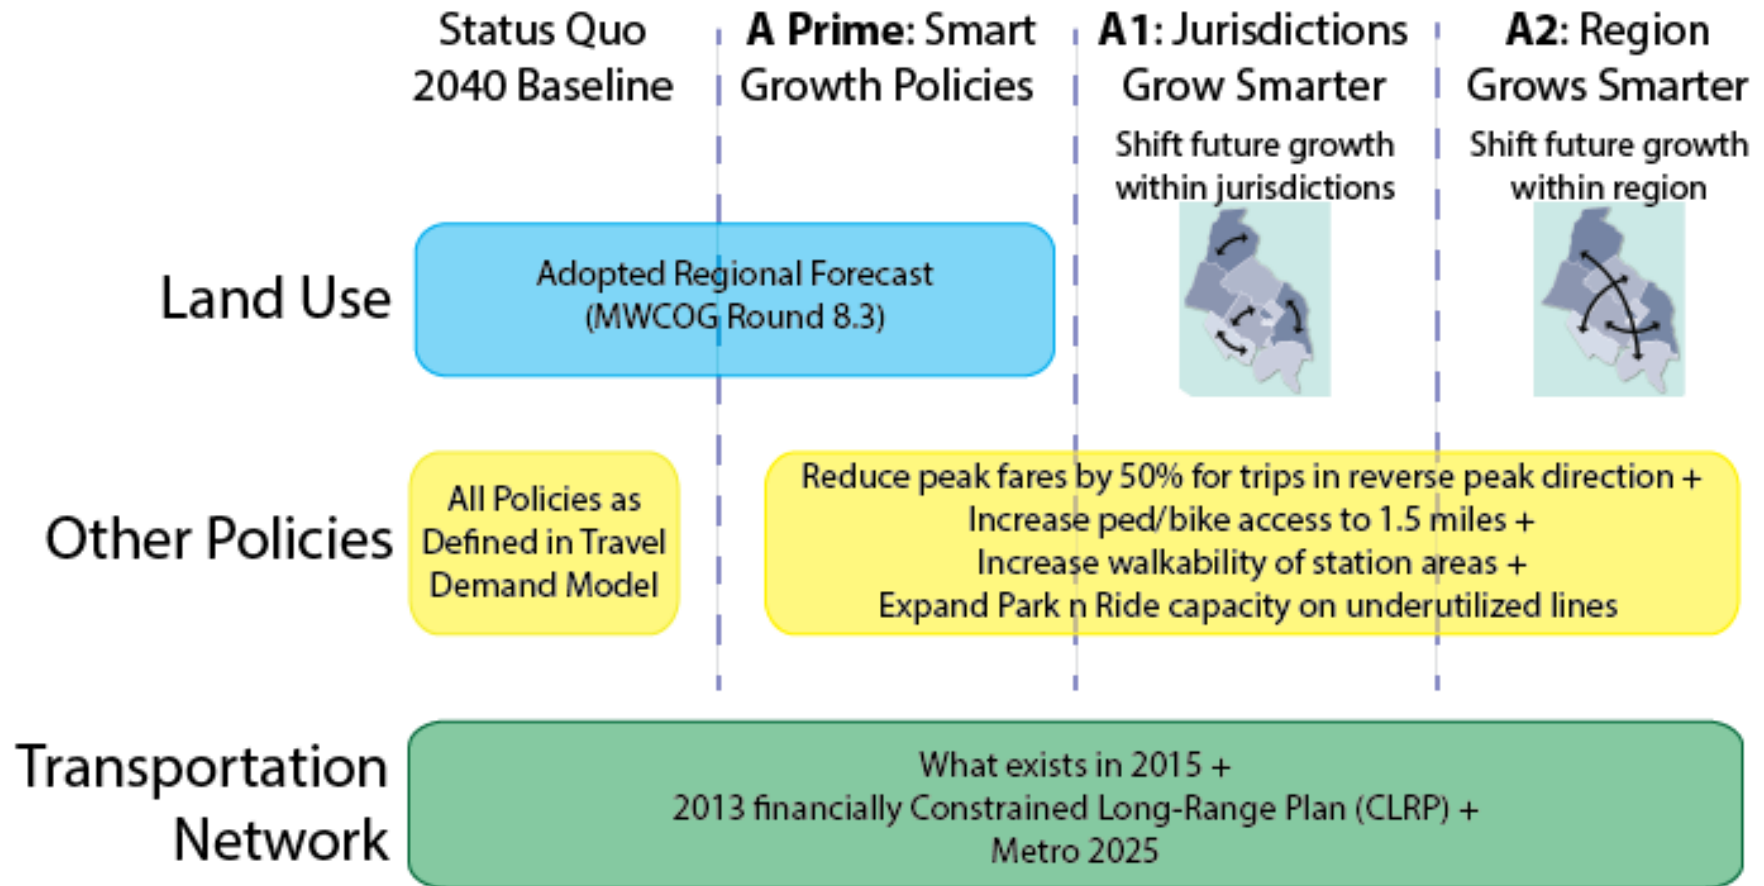 Status Quo
2040 Baseline
A Prime: Smart
Growth Policies
A1: Jurisdictions
Grow Smarter
Shift future growth
within jurisdictions
A2: Region
Grows Smarter
Shift future growth
within region
Land Use
Adopted Regional Forecast
(MWCOG Round 8.3)
Other Policies
All Policies as
Defined in Travel
Demand Model
Reduce peak fares by 50% for trips in reverse peak direction +
Increase ped/bike access to 1.5 miles +
Increase walkability of station areas +
Expand Park n Ride capacity on underutilized lines
Transportation
Network
What exists in 2015 +
2013 financially Constrained Long-Range Plan (CLRP) +
Metro 2025